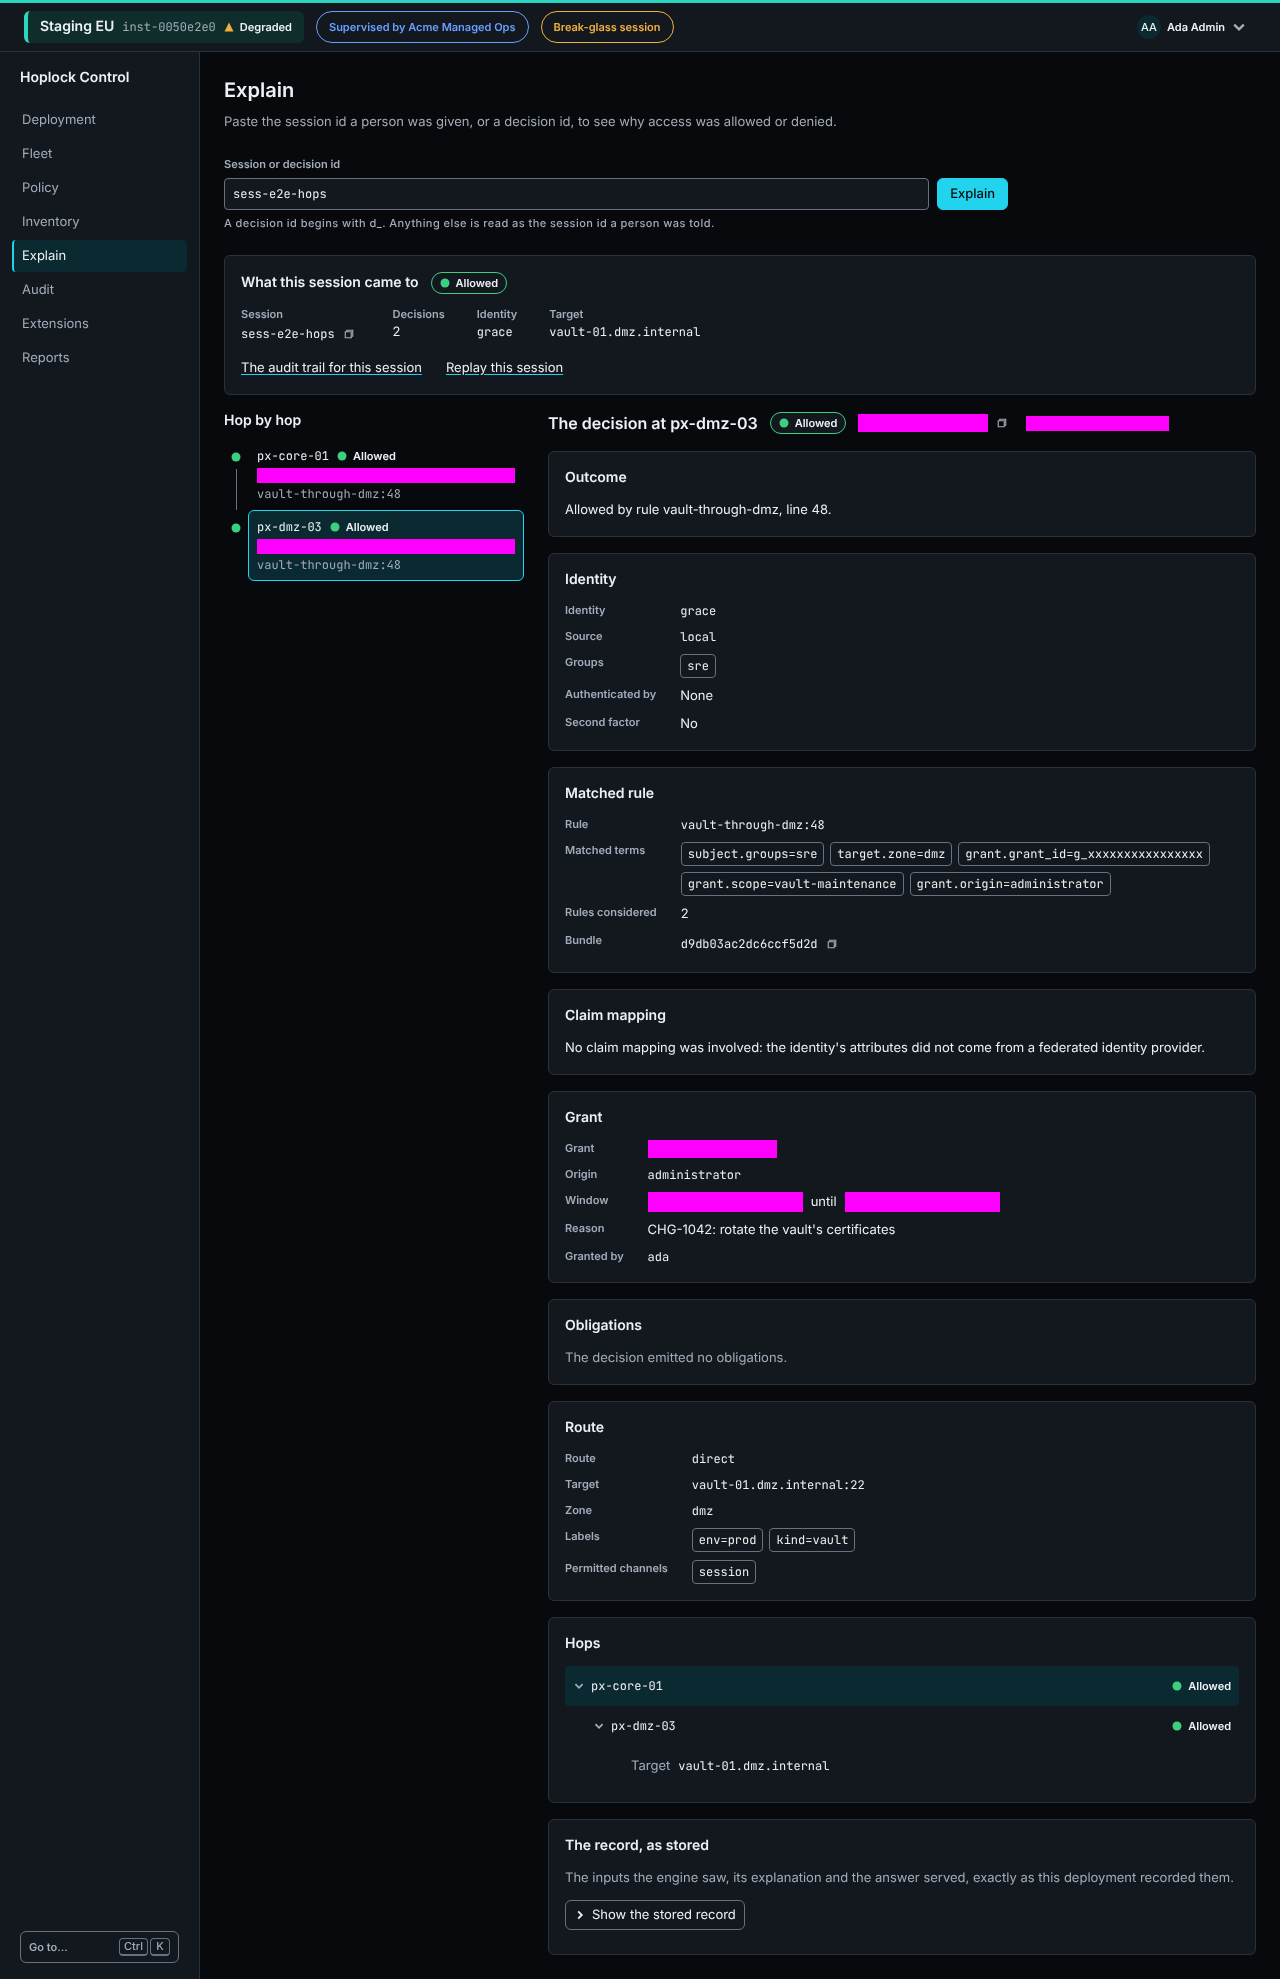 Staging EU inst-0050e2e0 Degraded Supervised by Acme Managed Ops Break-glass session AA Ada Admin
Hoplock Control
Deployment
Fleet
Policy
Inventory
Explain
Audit
Extensions
Reports
Go to... Ctrl K
Explain
Paste the session id a person was given, or a decision id, to see why access was allowed or denied.
Session or decision id
sess-e2e-hops Explain
A decision id begins with d_. Anything else is read as the session id a person was told.
What this session came to Allowed
Session Decisions Identity Target
sess-e2e-hops 2 grace vault-01.dmz.internal
The audit trail for this session Replay this session
Hop by hop
px-core-01 Allowed
vault-through-dmz:48
px-dmz-03 Allowed
vault-through-dmz:48
The decision at px-dmz-03 Allowed
Outcome
Allowed by rule vault-through-dmz, line 48.
Identity
Identity grace
Source local
Groups sre
Authenticated by None
Second factor No
Matched rule
Rule vault-through-dmz:48
Matched terms subject.groups=sre target.zone=dmz grant.grant_id=g_xxxxxxxxxxxxxxxx
grant.scope=vault-maintenance grant.origin=administrator
Rules considered 2
Bundle d9db03ac2dc6ccf5d2d
Claim mapping
No claim mapping was involved: the identity's attributes did not come from a federated identity provider.
Grant
Grant
Origin administrator
Window until
Reason CHG-1042: rotate the vault's certificates
Granted by ada
Obligations
The decision emitted no obligations.
Route
Route direct
Target vault-01.dmz.internal:22
Zone dmz
Labels env=prod kind=vault
Permitted channels session
Hops
px-core-01 Allowed
px-dmz-03 Allowed
Target vault-01.dmz.internal
The record, as stored
The inputs the engine saw, its explanation and the answer served, exactly as this deployment recorded them.
Show the stored record